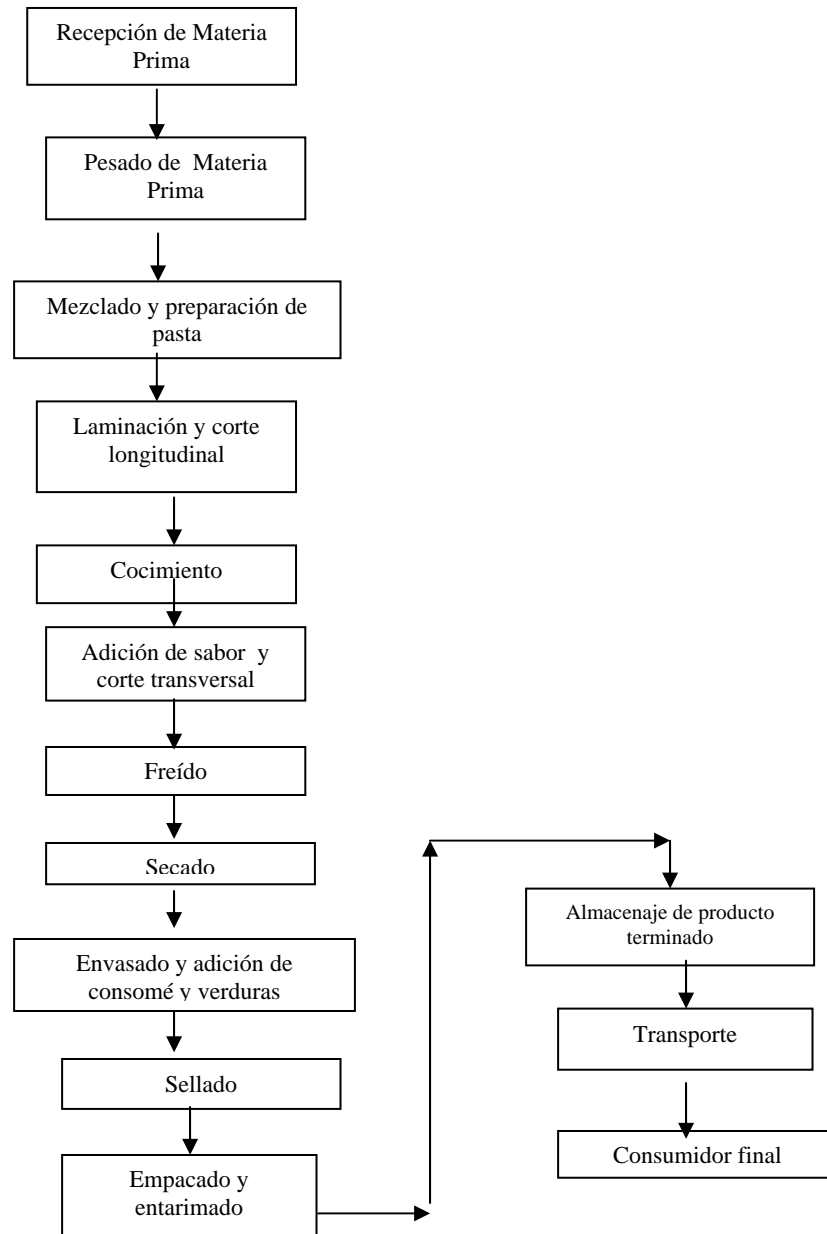 Recepción de Materia
Prima
Pesado de Materia
Prima
Mezclado y preparación de
pasta
Laminación y corte
longitudinal
Cocimiento
Adición de sabor y
corte transversal
Freído
Secado
Envasado y adición de
consomé y verduras
Sellado
Empacado y
entarimado
Almacenaje de producto
terminado
Transporte
Consumidor final